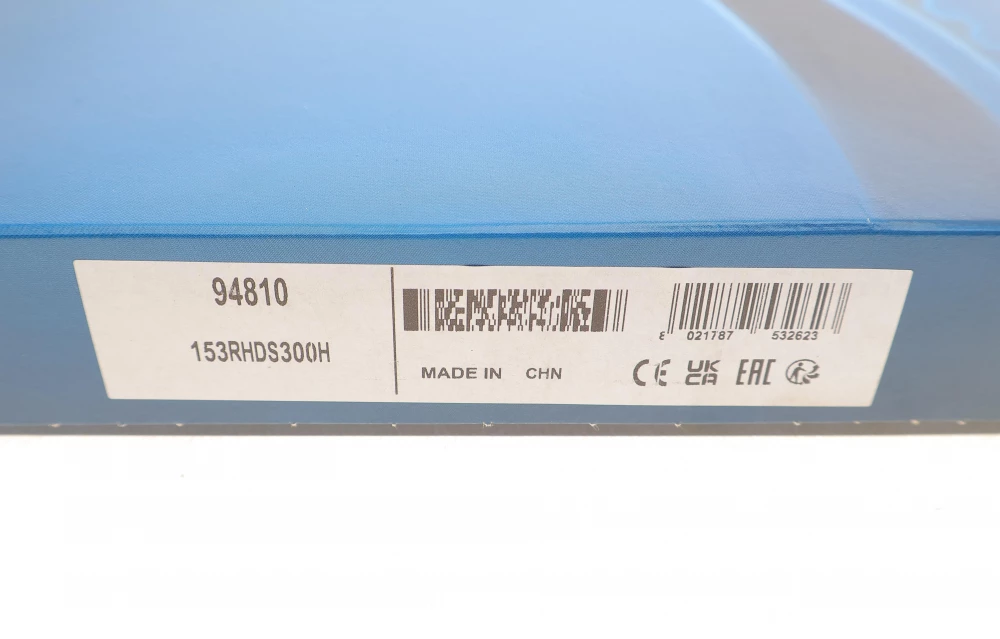 94810
153RHDS300H
MADE IN CHN
8 021787 532623
CE UK CA EAC